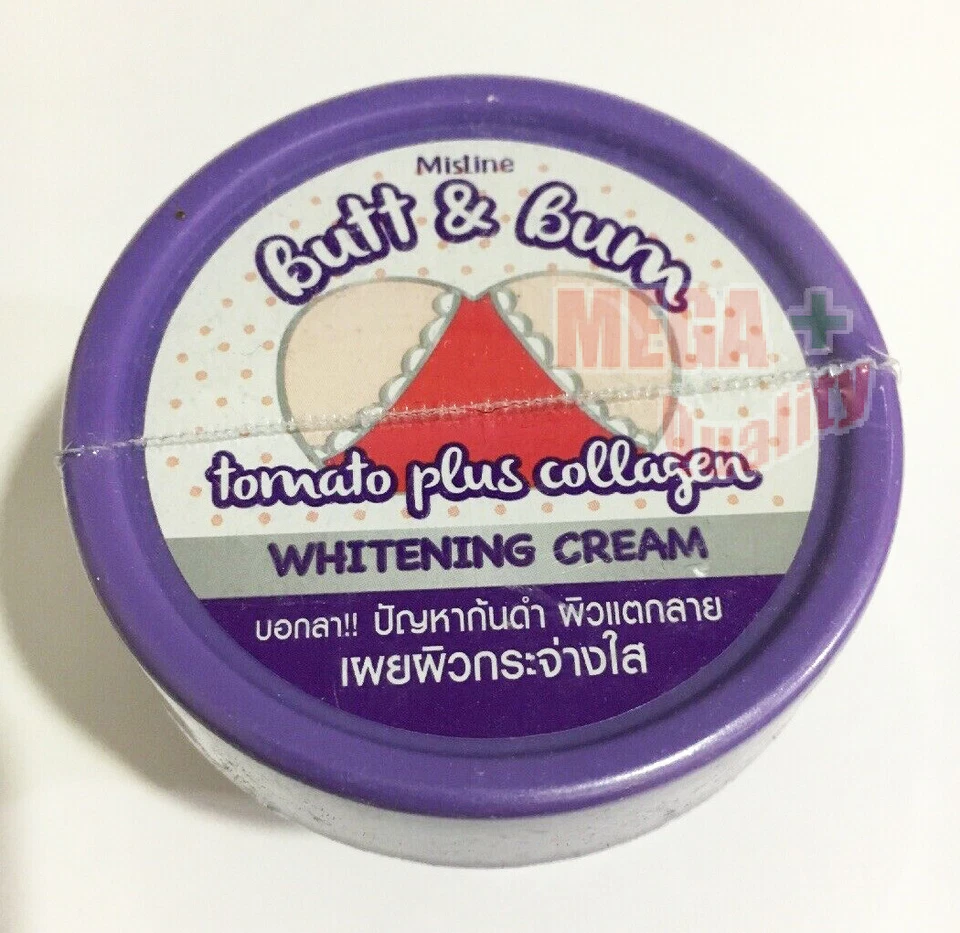 Mistine
Butt & Bum
MEGA +
Quality
tomato plus collagen
WHITENING CREAM
บอกลา!! ปัญหาก้นดำ ผิวแตกลาย
เผยผิวกระจ่างใส